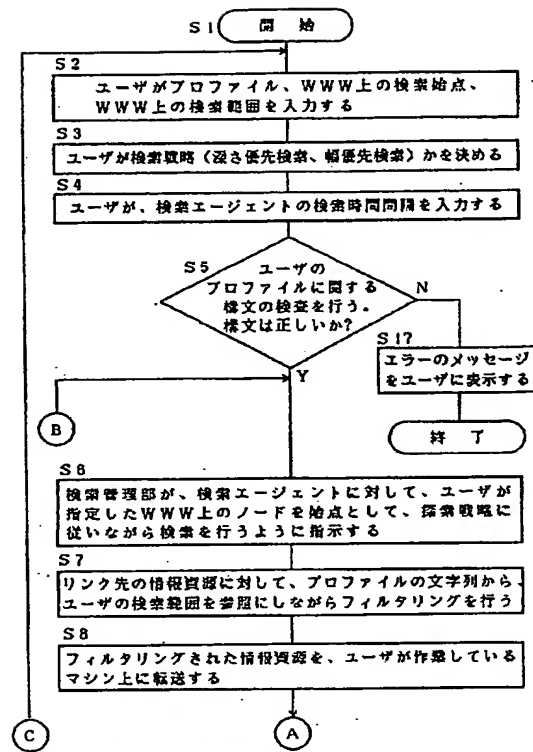 S1
開 始
S2
ユーザがプロファイル、WWW上の検索始点、
WWW上の検索範囲を入力する
S3
ユーザが検索戦略(深さ優先検索、幅優先検索)かを決める
S4
ユーザが、検索エージェントの検索時間間隔を入力する
S5
ユーザの
プロファイルに関する
構文の検査を行う。
構文は正しいか?
N
S17
エラーのメッセージ
をユーザに表示する
Y
B
終 了
S6
検索管理部が、検索エージェントに対して、ユーザが
指定したWWW上のノードを始点として、探索戦略に
従いながら検索を行うように指示する
S7
リンク先の情報資源に対して、プロファイルの文字列から、
ユーザの検索範囲を参照にしながらフィルタリングを行う
S8
フィルタリングされた情報資源を、ユーザが作業している
マシン上に転送する
C
A